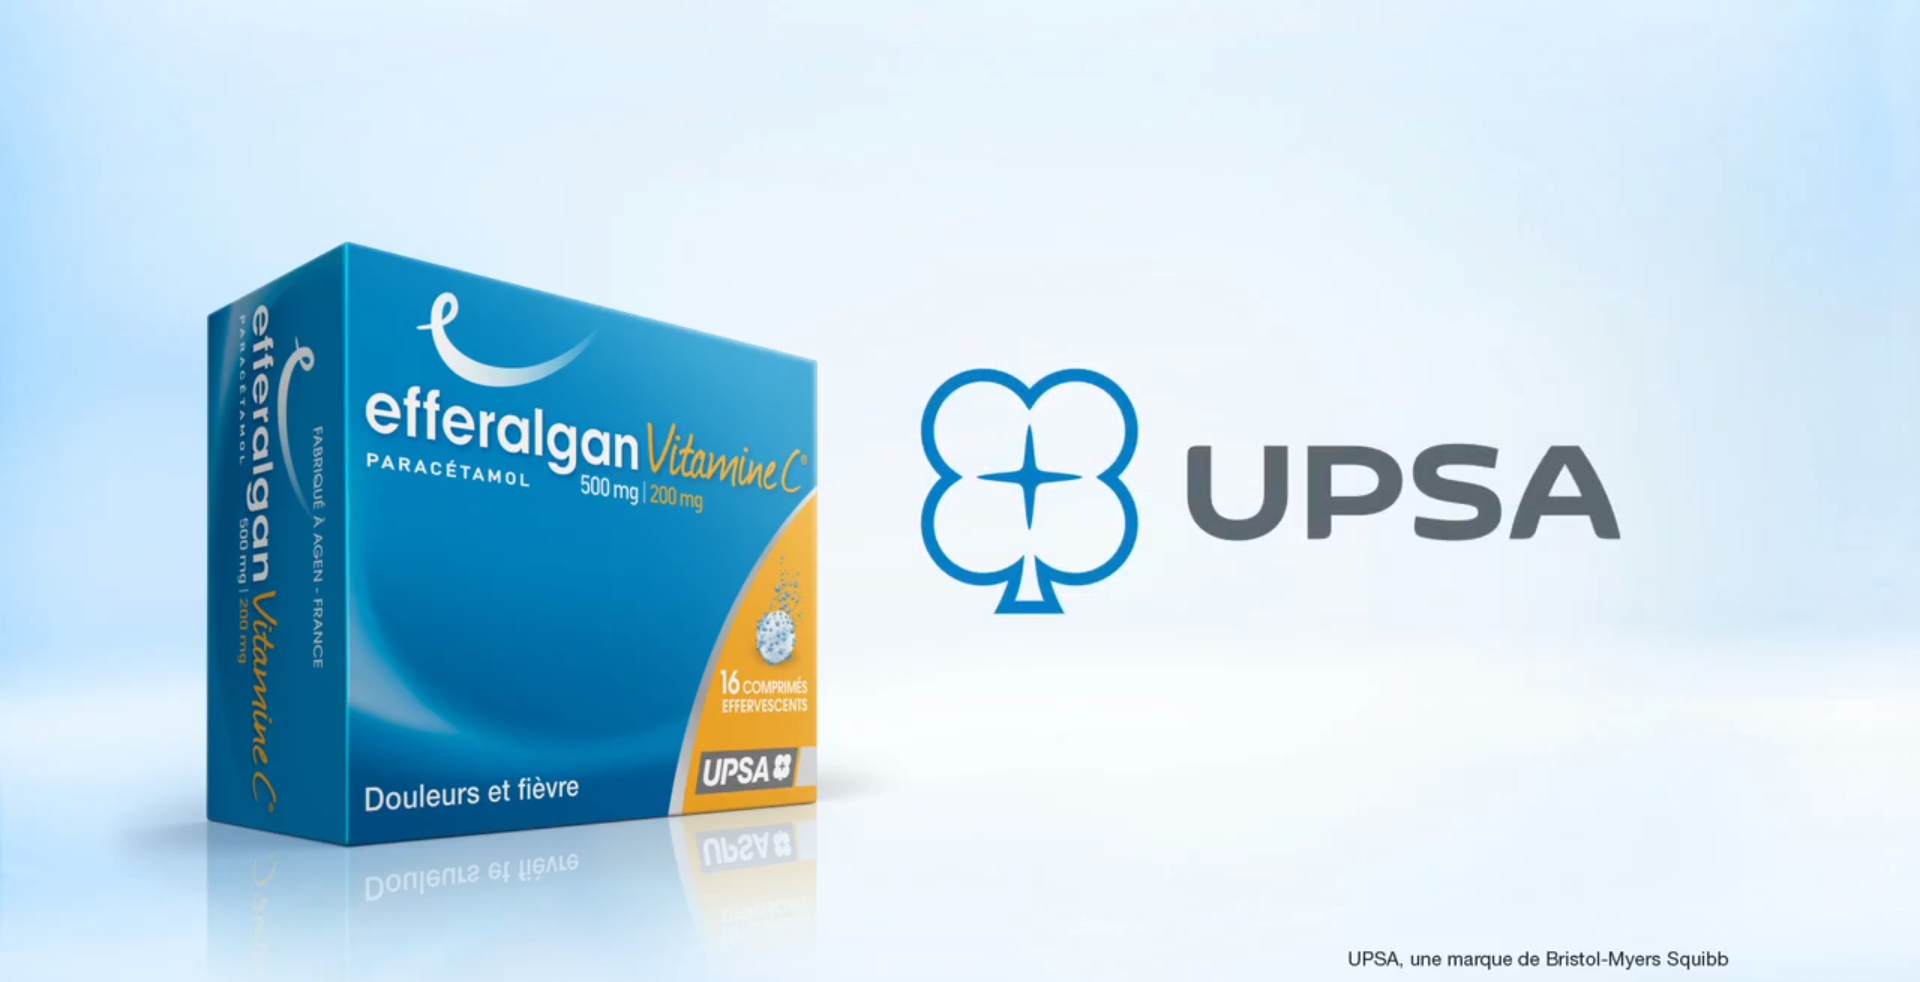 efferalgan Vitamine C®
PARACÉTAMOL
500 mg | 200 mg
16 COMPRIMÉS
EFFERVESCENTS
UPSA
Douleurs et fièvre
efferalgan Vitamine C®
PARACÉTAMOL
500 mg | 200 mg
FABRIQUÉ À AGEN - FRANCE
UPSA
UPSA, une marque de Bristol-Myers Squibb